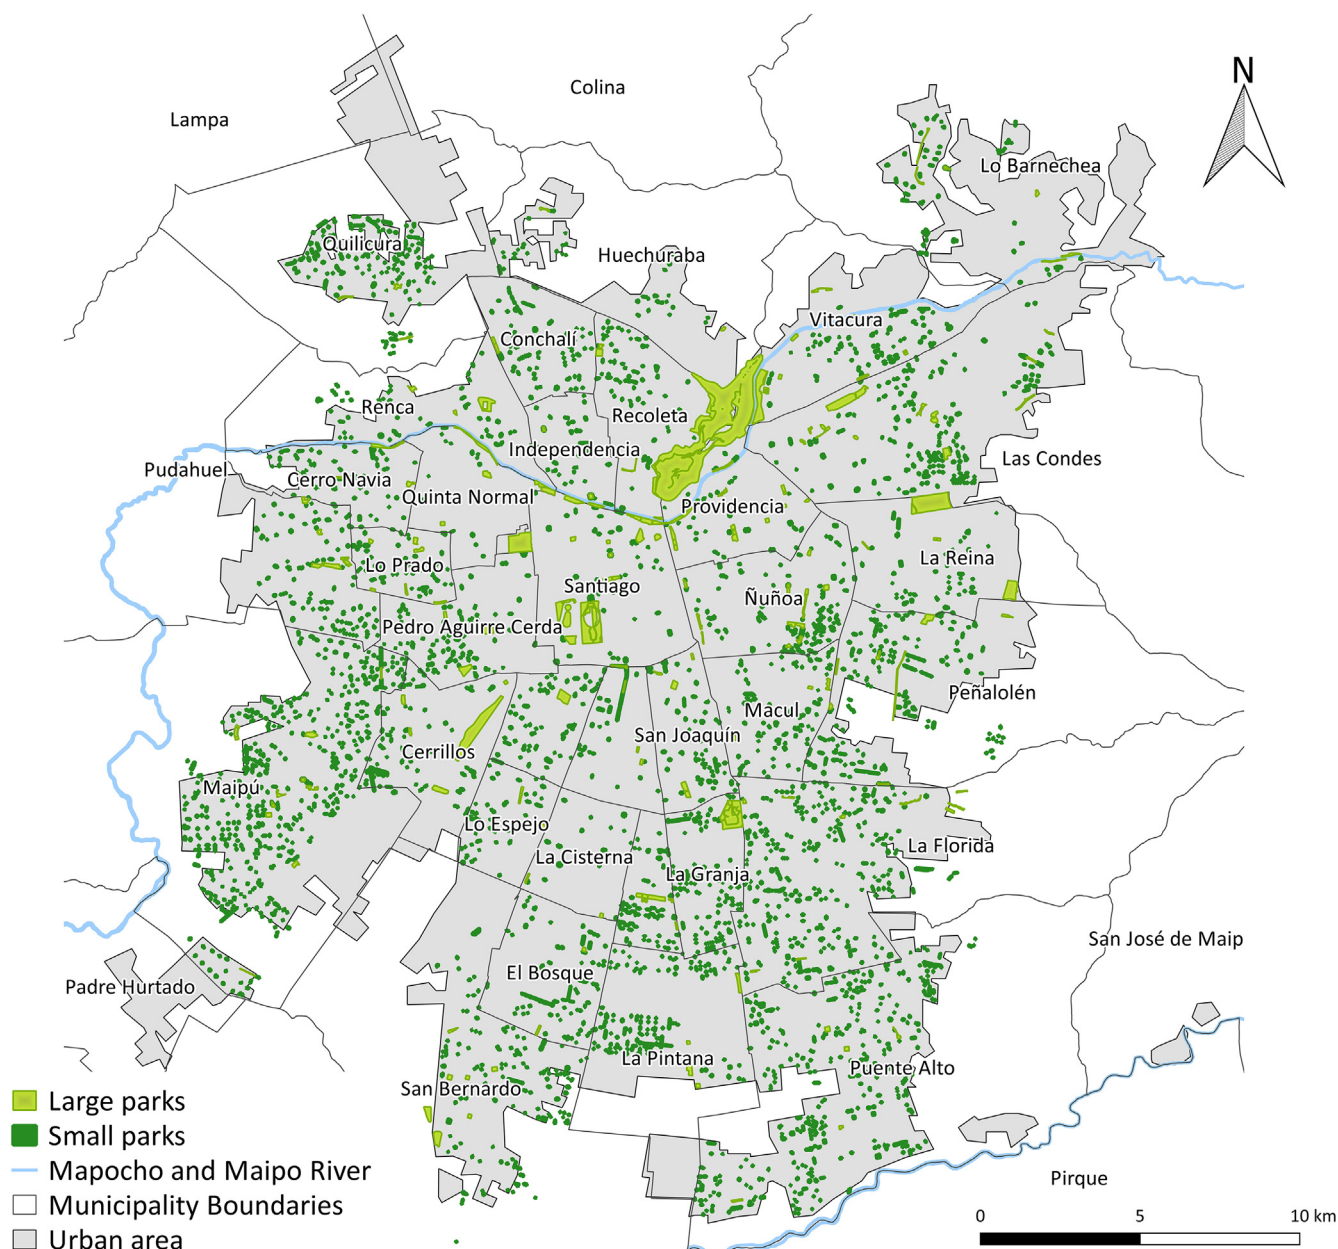 N
Colina
Lampa
Lo Barnechea
Quilicura
Huechuraba
Vitacura
Conchalí
Renca
Recoleta
Independencia
Las Condes
Pudahuel
Cerro Navia
Quinta Normal
Providencia
Lo Prado
La Reina
Santiago
Ñuñoa
Pedro Aguirre Cerda
Peñalolén
Macul
San Joaquín
Cerrillos
Maipú
Lo Espejo
La Florida
La Cisterna
La Granja
San José de Maip
El Bosque
Padre Hurtado
La Pintana
Puente Alto
San Bernardo
Large parks
Small parks
Mapocho and Maipo River
Pirque
Municipality Boundaries
0 5 10 km
Urban area